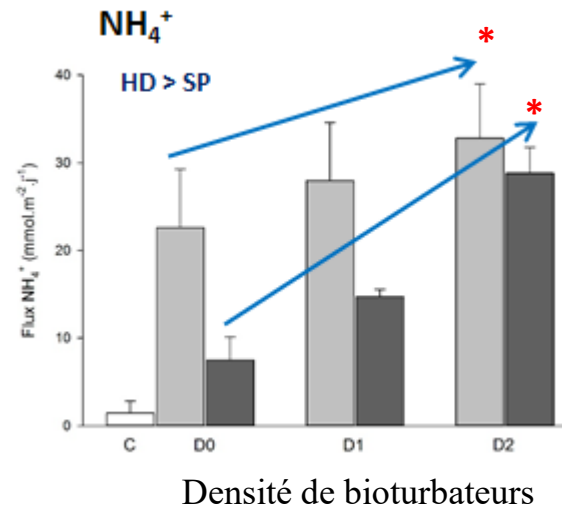 NH₄⁺
HD > SP
*
*
Flux NH₄⁺ (mmol.m⁻².j⁻¹)
40
30
20
10
0
C D0 D1 D2
Densité de bioturbateurs